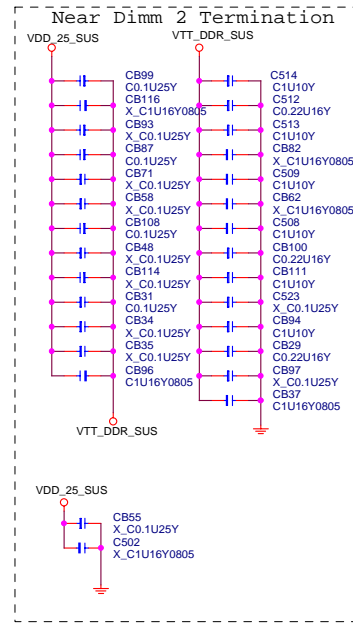 Near Dimm 2 Termination
VDD_25_SUS
CB99
C0.1U25Y
CB116
X_C1U16Y0805
CB93
X_C0.1U25Y
CB87
C0.1U25Y
CB71
X_C0.1U25Y
CB58
X_C0.1U25Y
CB108
C0.1U25Y
CB48
X_C0.1U25Y
CB114
X_C0.1U25Y
CB31
C0.1U25Y
CB34
X_C0.1U25Y
CB35
X_C0.1U25Y
CB96
C1U16Y0805
VTT_DDR_SUS
VTT_DDR_SUS
C514
C1U10Y
C512
C0.22U16Y
C513
C1U10Y
CB82
X_C1U16Y0805
C509
C1U10Y
CB62
X_C1U16Y0805
C508
C1U10Y
CB100
C0.22U16Y
CB111
C1U10Y
C523
X_C0.1U25Y
CB94
C1U10Y
CB29
C0.22U16Y
CB97
X_C0.1U25Y
CB37
C1U16Y0805
VDD_25_SUS
CB55
X_C0.1U25Y
C502
X_C1U16Y0805